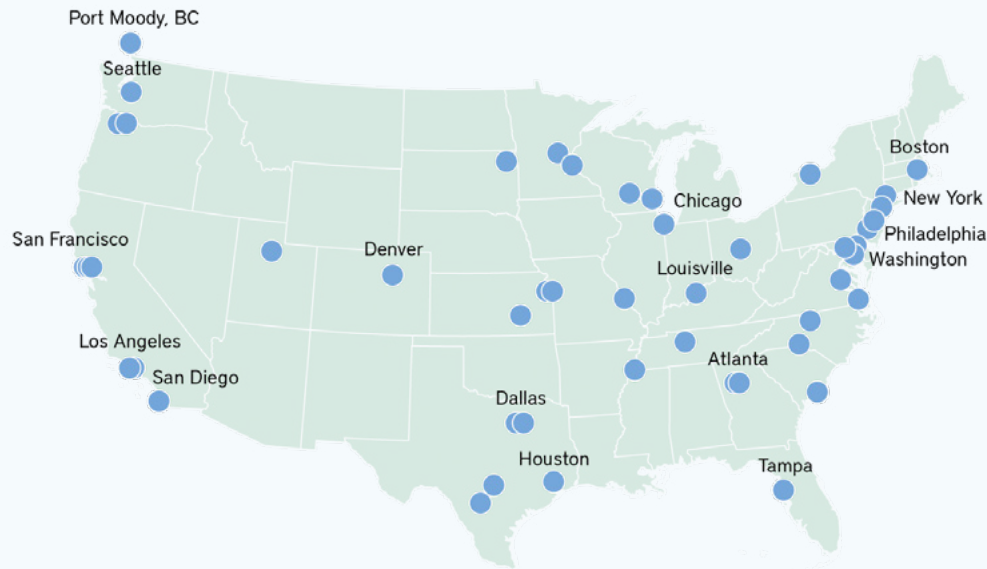 Port Moody, BC
Seattle
Boston
New York
Chicago
Philadelphia
San Francisco
Denver
Washington
Louisville
Los Angeles
Atlanta
San Diego
Dallas
Houston
Tampa